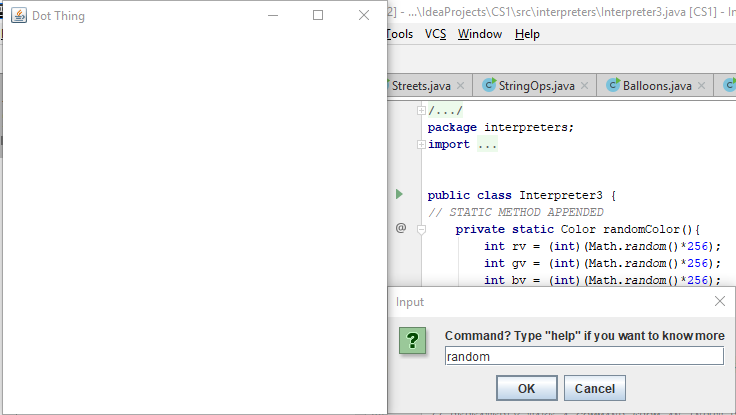 Dot Thing
2] - ...\IdeaProjects\CS1\src\interpreters\Interpreter3.java [CS1] - In
Tools VCS Window Help
Streets.java StringOps.java Balloons.java
/.../
package interpreters;
import ...
public class Interpreter3 {
// STATIC METHOD APPENDED
@ private static Color randomColor(){
int rv = (int)(Math.random()*256);
int gv = (int)(Math.random()*256);
int bv = (int)(Math.random()*256);
Input
Command? Type "help" if you want to know more
random
OK Cancel